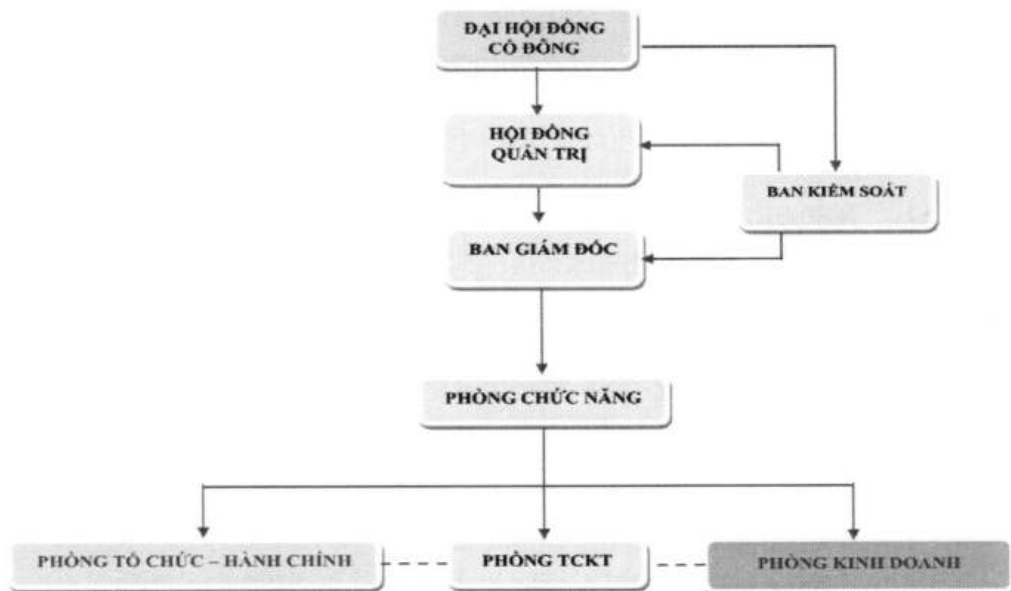 ĐẠI HỘI ĐỒNG
CỔ ĐÔNG
HỘI ĐỒNG
QUẢN TRỊ
BAN KIỂM SOÁT
BAN GIÁM ĐỐC
PHÒNG CHỨC NĂNG
PHÒNG TỔ CHỨC – HÀNH CHÍNH
PHÒNG TCKT
PHÒNG KINH DOANH